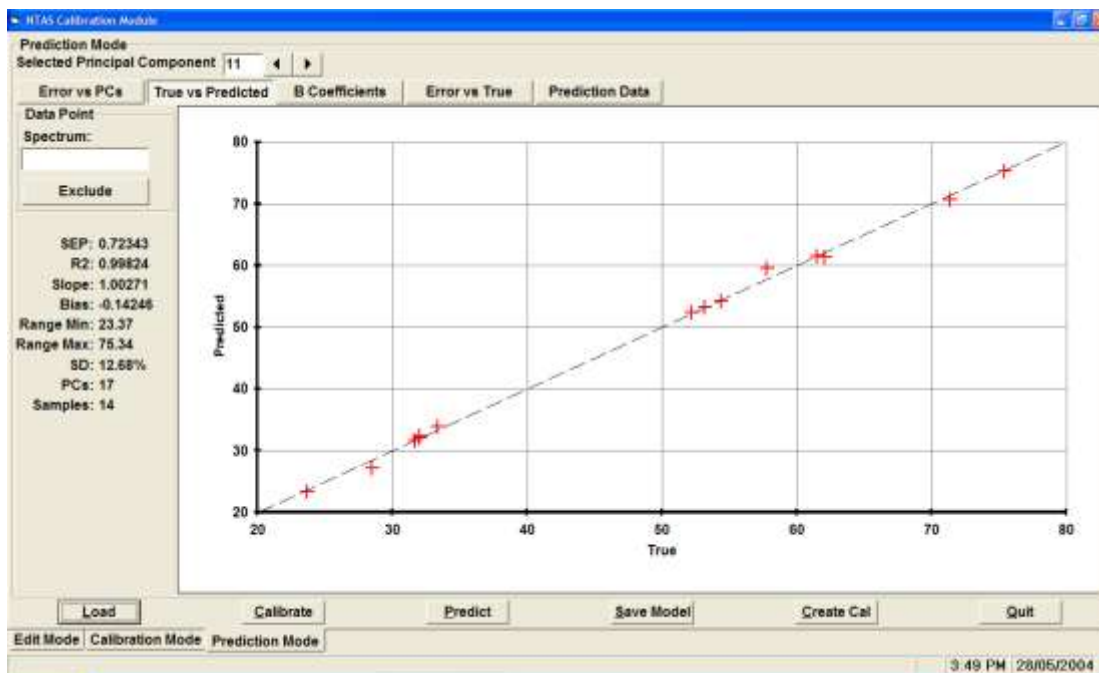 NTAS Calibration Module
Prediction Mode
Selected Principal Component 11
Error vs PCs True vs Predicted B Coefficients Error vs True Prediction Data
Data Point
Spectrum:
Exclude
SEP: 0.72343
R2: 0.99824
Slope: 1.00271
Bias: -0.14246
Range Min: 23.37
Range Max: 75.34
SD: 12.68%
PCs: 17
Samples: 14
80
70
60
50
40
30
20
Predicted
20 30 40 50 60 70 80
True
Load Calibrate Predict Save Model Create Cal Quit
Edit Mode Calibration Mode Prediction Mode
3:49 PM 28/05/2004